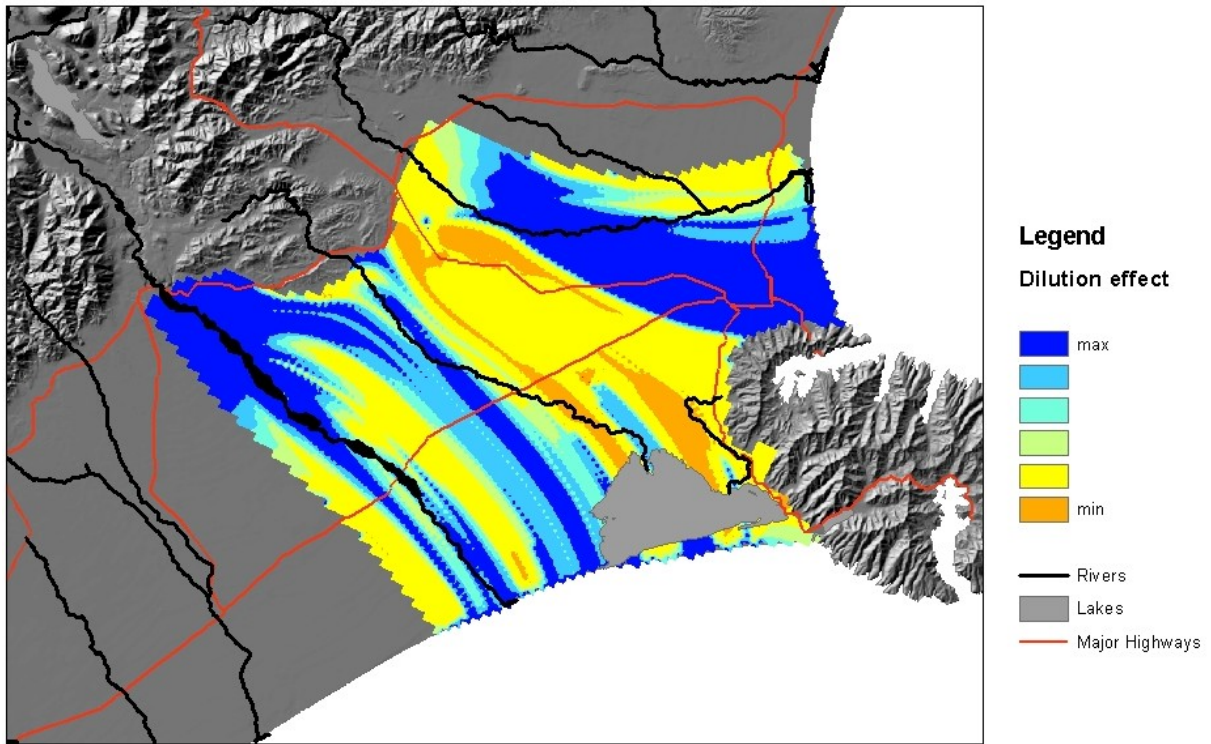 Legend
Dilution effect
max
min
Rivers
Lakes
Major Highways